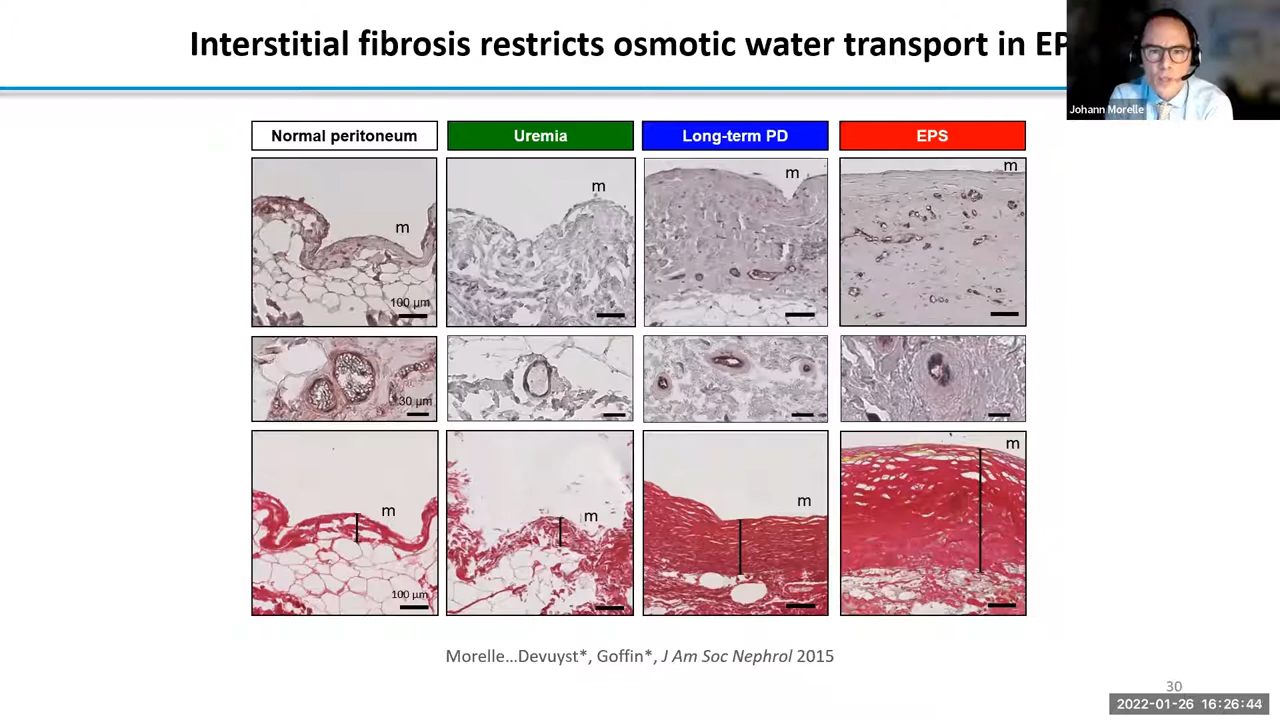 Interstitial fibrosis restricts osmotic water transport in EP
Johann Morelle
Normal peritoneum
Uremia
Long-term PD
EPS
m
m
m
m
100 µm
30 µm
m
m
m
m
100 µm
Morelle...Devuyst*, Goffin*, J Am Soc Nephrol 2015
30
2022-01-26 16:26:44